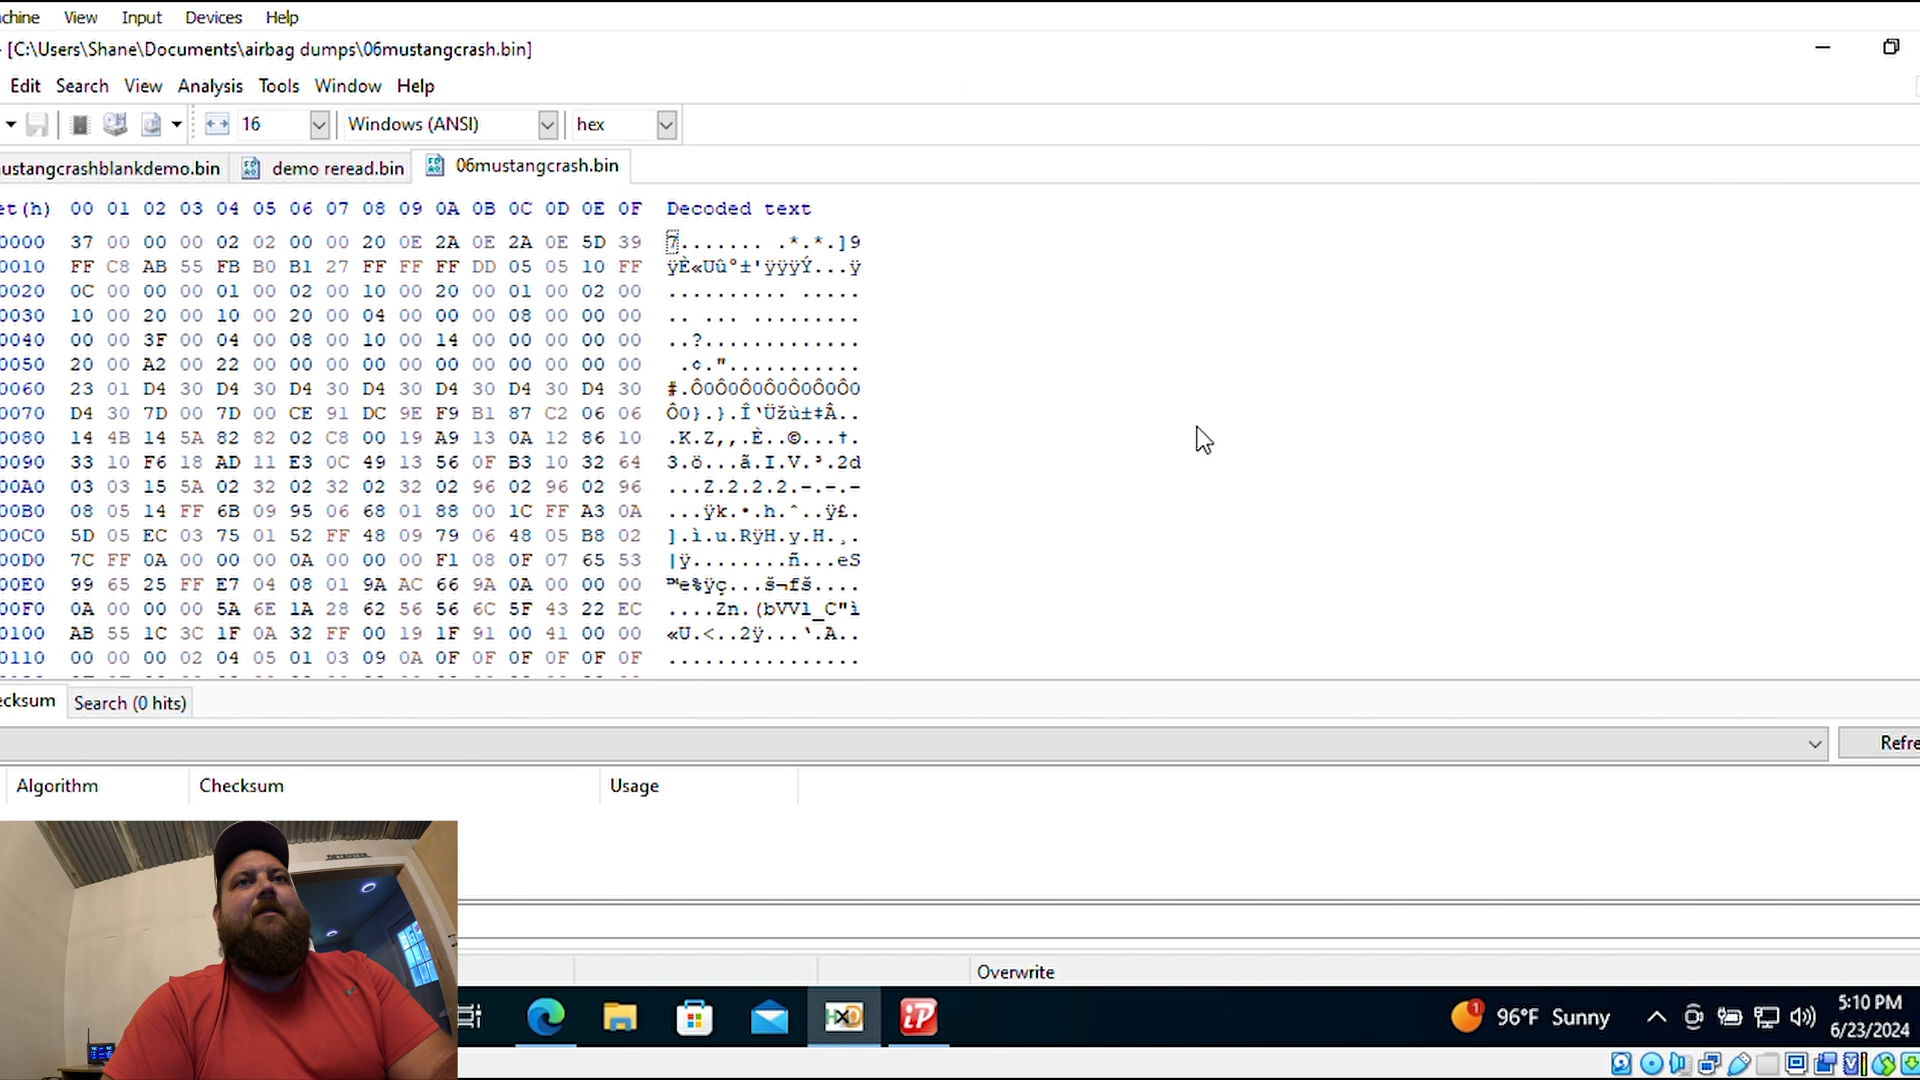 chine View Input Devices Help
- [C:\Users\Shane\Documents\airbag dumps\06mustangcrash.bin]
Edit Search View Analysis Tools Window Help
16 Windows (ANSI) hex
ustangcrashblankdemo.bin demo reread.bin 06mustangcrash.bin
et(h) 00 01 02 03 04 05 06 07 08 09 0A 0B 0C 0D 0E 0F Decoded text
0000 37 00 00 00 02 02 00 00 20 0E 2A 0E 2A 0E 5D 39 7....... .*.*.]9
0010 FF C8 AB 55 FB B0 B1 27 FF FF FF DD 05 05 10 FF ÿÈ«Uû°±'ÿÿÿÝ...ÿ
0020 0C 00 00 00 01 00 02 00 10 00 20 00 01 00 02 00 .......... .....
0030 10 00 20 00 10 00 20 00 04 00 00 00 08 00 00 00 .. ... .........
0040 00 00 3F 00 04 00 08 00 10 00 14 00 00 00 00 00 ..?.............
0050 20 00 A2 00 22 00 00 00 00 00 00 00 00 00 00 00 .¢."...........
0060 23 01 D4 30 D4 30 D4 30 D4 30 D4 30 D4 30 D4 30 #.Ô0Ô0Ô0Ô0Ô0Ô0Ô0
0070 D4 30 7D 00 7D 00 CE 91 DC 9E F9 B1 87 C2 06 06 Ô0}.}.Î‘Üžù±‡Â..
0080 14 4B 14 5A 82 82 02 C8 00 19 A9 13 0A 12 86 10 .K.Z‚‚.È..©...†.
0090 33 10 F6 18 AD 11 E3 0C 49 13 56 0F B3 10 32 64 3.ö...ã.I.V.³.2d
00A0 03 03 15 5A 02 32 02 32 02 32 02 96 02 96 02 96 ...Z.2.2.2.–.–.–
00B0 08 05 14 FF 6B 09 95 06 68 01 88 00 1C FF A3 0A ...ÿk.•.h.ˆ..ÿ£.
00C0 5D 05 EC 03 75 01 52 FF 48 09 79 06 48 05 B8 02 ].ì.u.RÿH.y.H.¸.
00D0 7C FF 0A 00 00 00 0A 00 00 00 F1 08 0F 07 65 53 |ÿ........ñ...eS
00E0 99 65 25 FF E7 04 08 01 9A AC 66 9A 0A 00 00 00 ™e%ÿç...š¬fš....
00F0 0A 00 00 00 5A 6E 1A 28 62 56 56 6C 5F 43 22 EC ....Zn.(bVVl_C"ì
0100 AB 55 1C 3C 1F 0A 32 FF 00 19 1F 91 00 41 00 00 «U.<..2ÿ...‘.A..
0110 00 00 00 02 04 05 01 03 09 0A 0F 0F 0F 0F 0F 0F ................
ecksum Search (0 hits)
Refre
Algorithm Checksum Usage
Overwrite
96°F Sunny
5:10 PM
6/23/2024